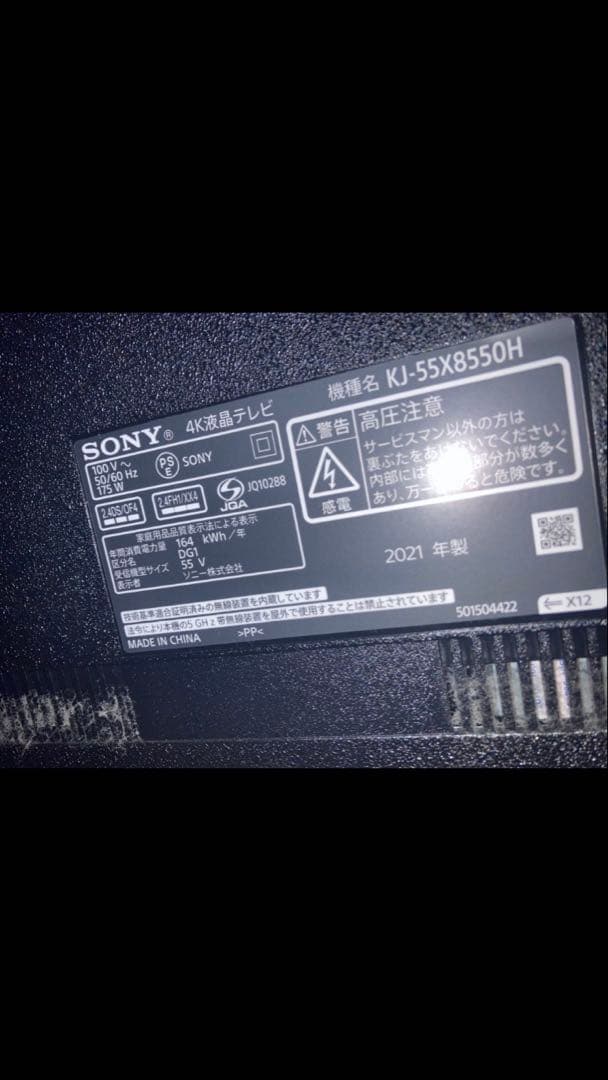 SONY® 4K液晶テレビ
機種名 KJ-55X8550H
100 V～
50/60 Hz
175 W
PS
E
SONY
警告 高圧注意
感電
サービスマン以外の方は
裏ぶたをあけないでください。
内部には 部分が数多く
あり、万一 ると危険です。
2.4DS/OF4
2.4FH1/XX4
JQA
JQ10288
家庭用品品質表示法による表示
年間消費電力量 164 kWh/年
区分名 DG1
受信機型サイズ 55 V
表示者 ソニー株式会社
2021 年製
技術基準適合証明済みの無線装置を内蔵しています
法令により本機の5 GHz 帯無線装置を屋外で使用することは禁止されています
MADE IN CHINA >PP<
501504422
⇐ X12